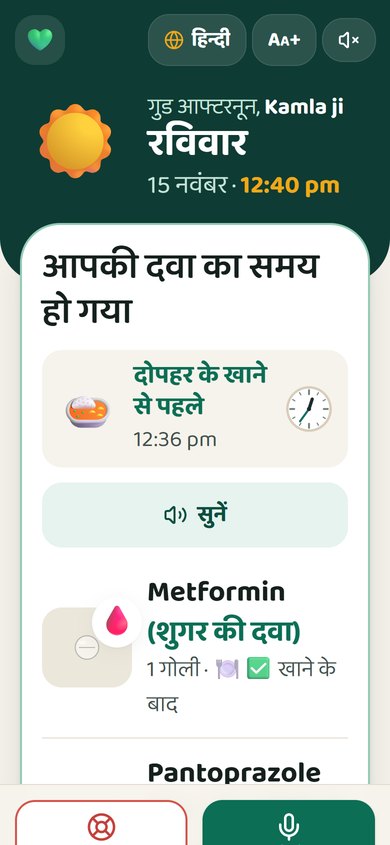 हिन्दी
AA+
गुड आफ्टरनून, Kamla ji
रविवार
15 नवंबर · 12:40 pm
आपकी दवा का समय
हो गया
दोपहर के खाने
से पहले
12:36 pm
सुनें
Metformin
(शुगर की दवा)
1 गोली · 🍽️ ✅ खाने के
बाद
Pantoprazole